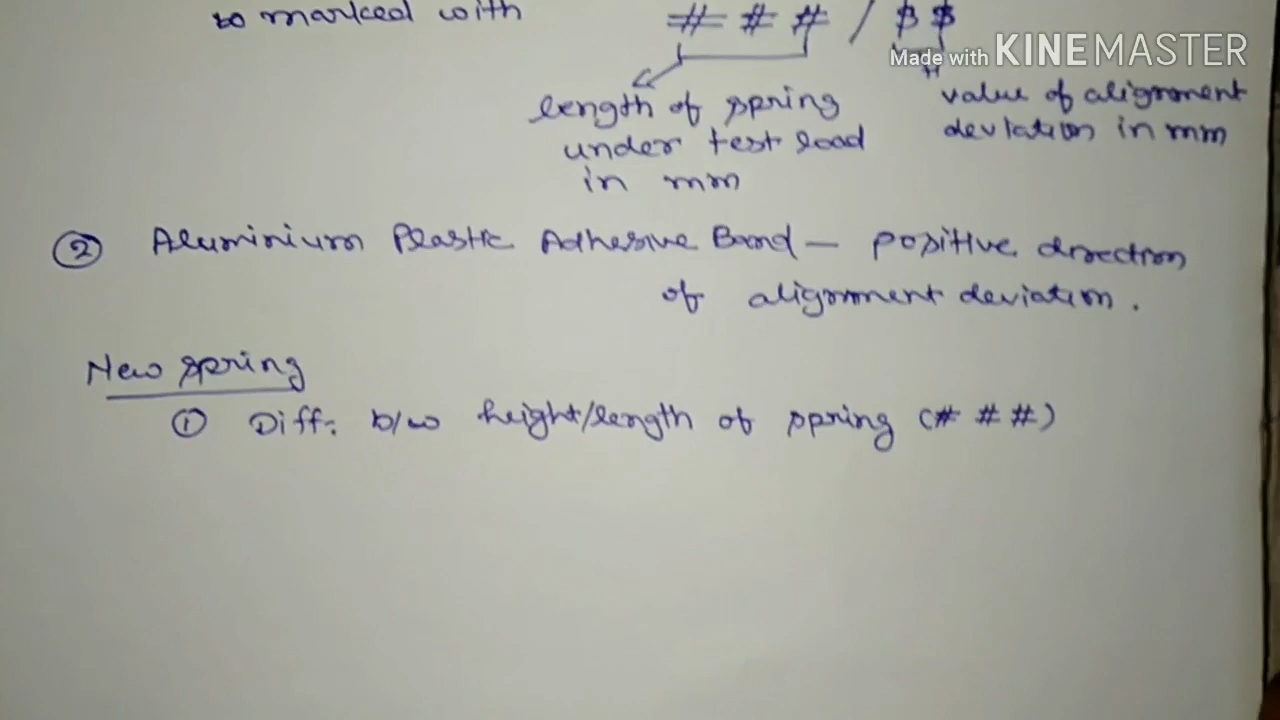 to marked with # # # / $ $
Made with KINEMASTER
length of spring
under test load
in mm
value of alignment
deviation in mm
② Aluminium Plastic Adhesive Band — positive direction
of alignment deviation.
New spring
① Diff: b/w height/length of spring (# # #)